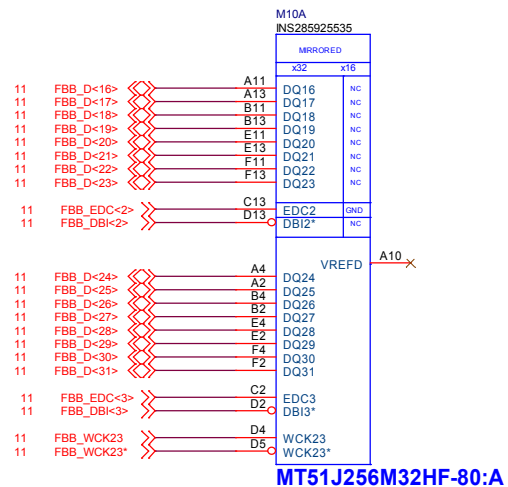 M10A
INS285925535
MIRRORED
x32 x16
11 FBB_D<16> A11 DQ16 NC
11 FBB_D<17> A13 DQ17 NC
11 FBB_D<18> B11 DQ18 NC
11 FBB_D<19> B13 DQ19 NC
11 FBB_D<20> E11 DQ20 NC
11 FBB_D<21> E13 DQ21 NC
11 FBB_D<22> F11 DQ22 NC
11 FBB_D<23> F13 DQ23 NC
11 FBB_EDC<2> C13 EDC2 GND
11 FBB_DBI<2> D13 DBI2* NC
VREFD A10
11 FBB_D<24> A4 DQ24
11 FBB_D<25> A2 DQ25
11 FBB_D<26> B4 DQ26
11 FBB_D<27> B2 DQ27
11 FBB_D<28> E4 DQ28
11 FBB_D<29> E2 DQ29
11 FBB_D<30> F4 DQ30
11 FBB_D<31> F2 DQ31
11 FBB_EDC<3> C2 EDC3
11 FBB_DBI<3> D2 DBI3*
11 FBB_WCK23 D4 WCK23
11 FBB_WCK23* D5 WCK23*
MT51J256M32HF-80:A